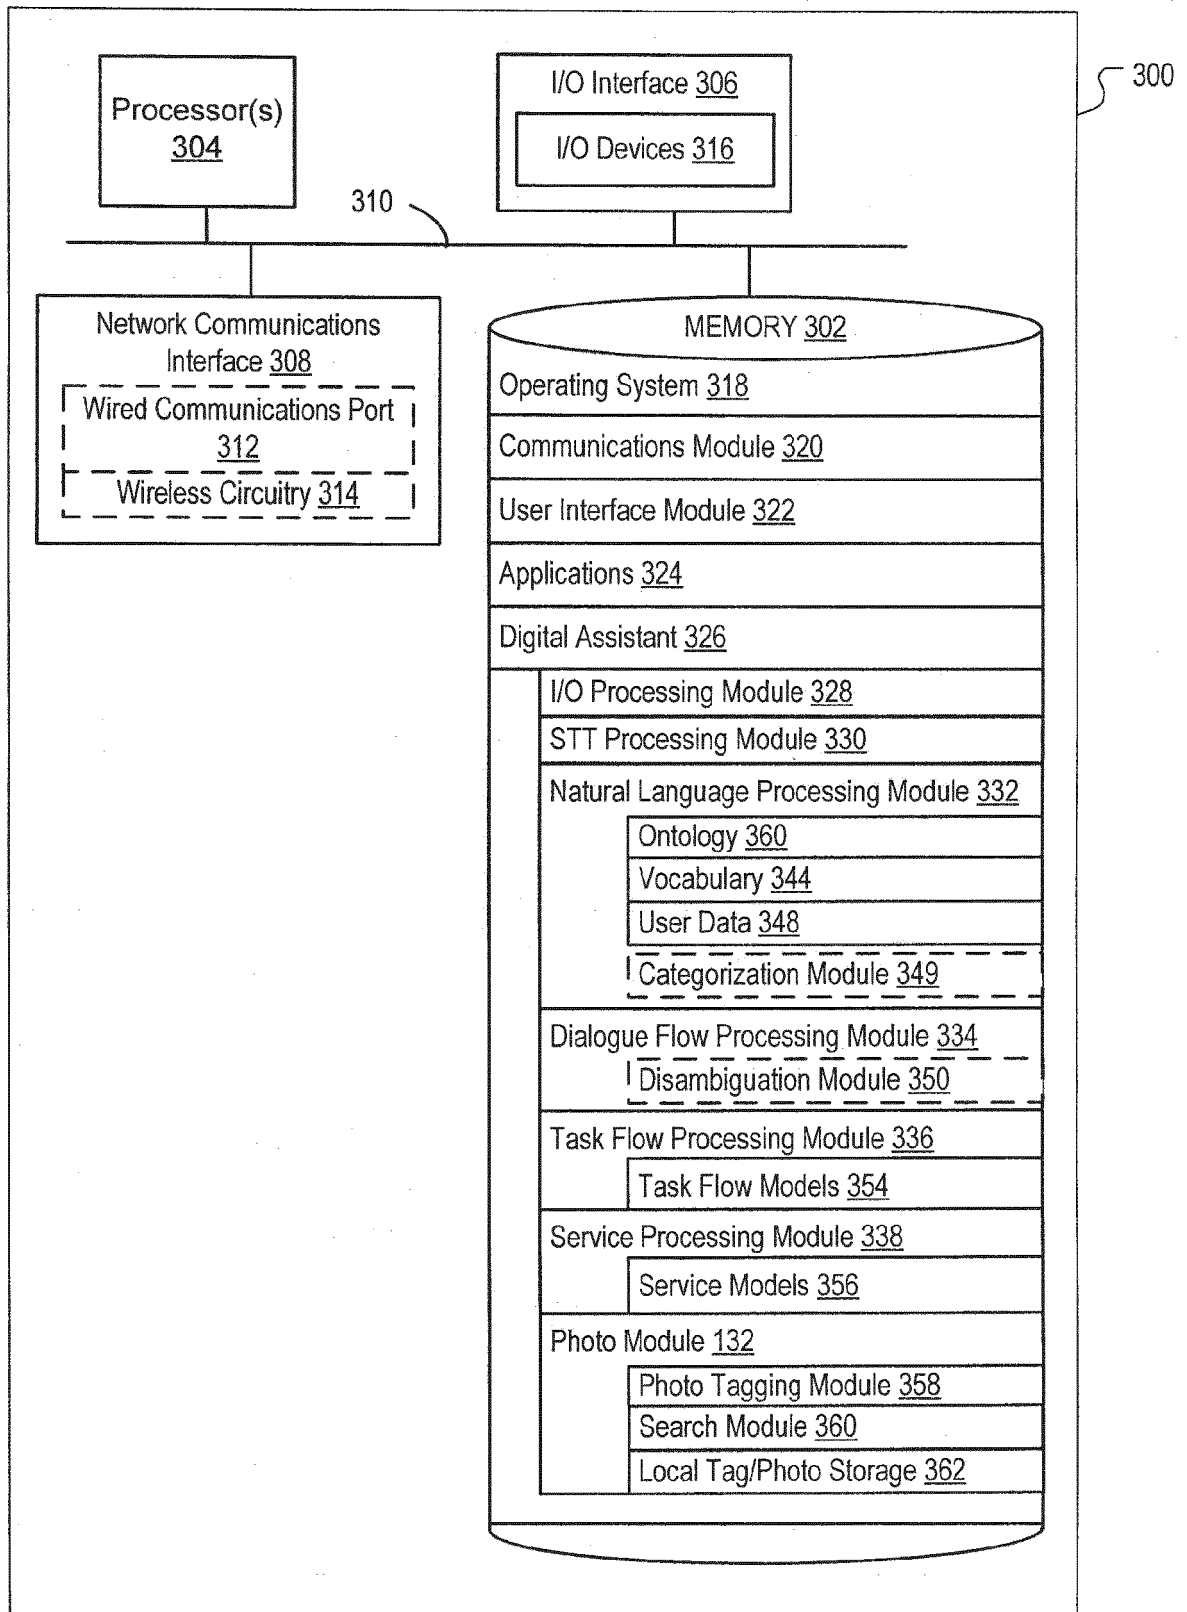 300
Processor(s)
304
I/O Interface 306
I/O Devices 316
310
Network Communications
Interface 308
Wired Communications Port
312
Wireless Circuitry 314
MEMORY 302
Operating System 318
Communications Module 320
User Interface Module 322
Applications 324
Digital Assistant 326
I/O Processing Module 328
STT Processing Module 330
Natural Language Processing Module 332
Ontology 360
Vocabulary 344
User Data 348
Categorization Module 349
Dialogue Flow Processing Module 334
Disambiguation Module 350
Task Flow Processing Module 336
Task Flow Models 354
Service Processing Module 338
Service Models 356
Photo Module 132
Photo Tagging Module 358
Search Module 360
Local Tag/Photo Storage 362